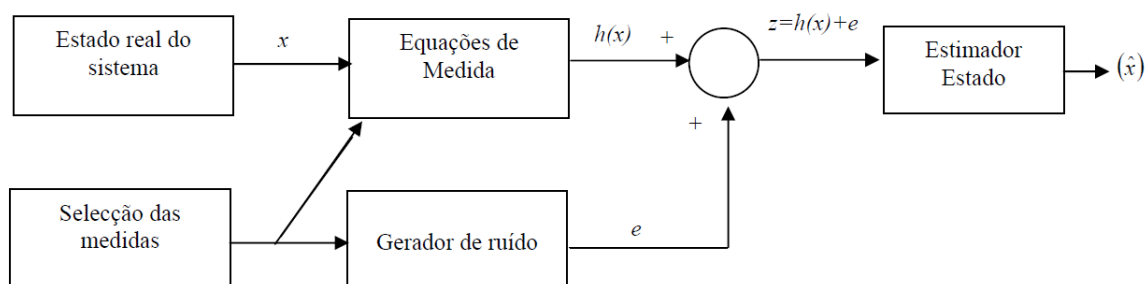 Estado real do
sistema
x
Equações de
Medida
h(x)
+
z=h(x)+e
Estimador
Estado
(x̂)
+
Selecção das
medidas
Gerador de ruído
e